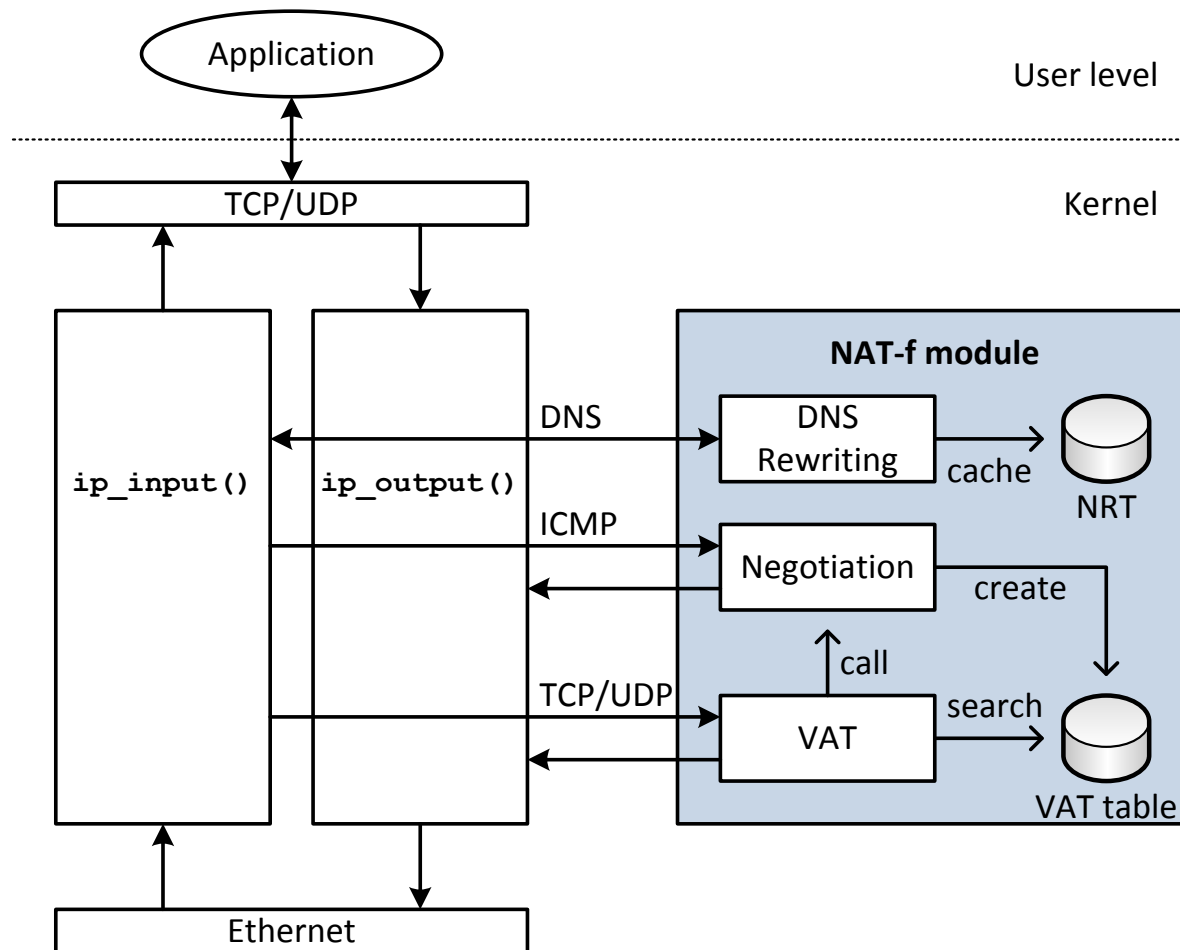 Application
User level
TCP/UDP
Kernel
NAT-f module
DNS
DNS
Rewriting
cache
NRT
ip_input()
ip_output()
ICMP
Negotiation
create
call
TCP/UDP
VAT
search
VAT table
Ethernet